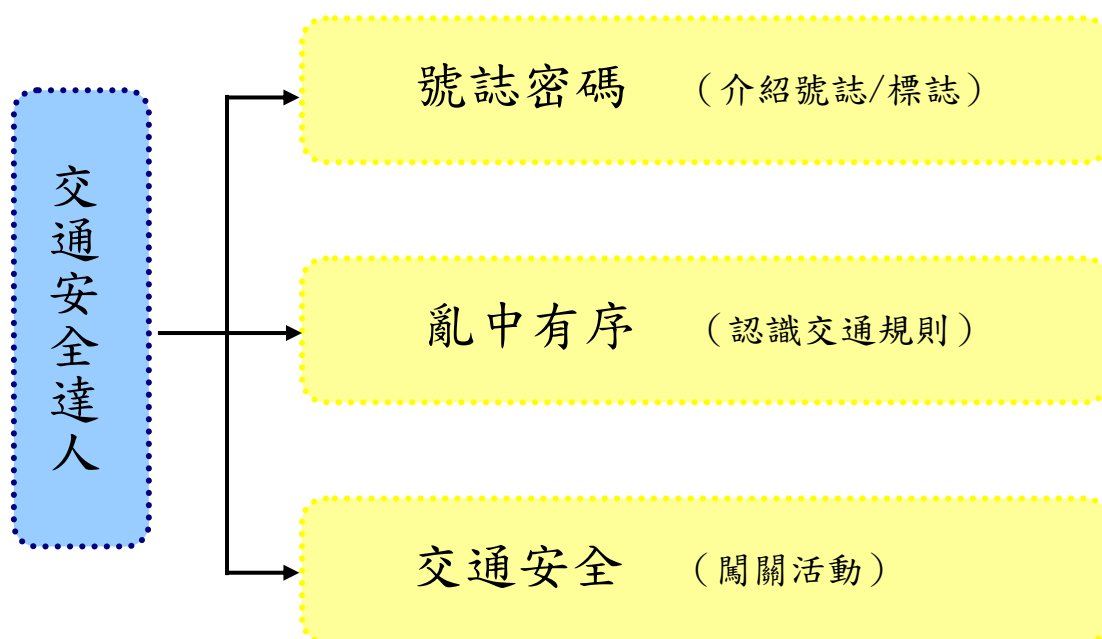 交通安全達人
號誌密碼 （介紹號誌/標誌）
亂中有序 （認識交通規則）
交通安全 （闖關活動）